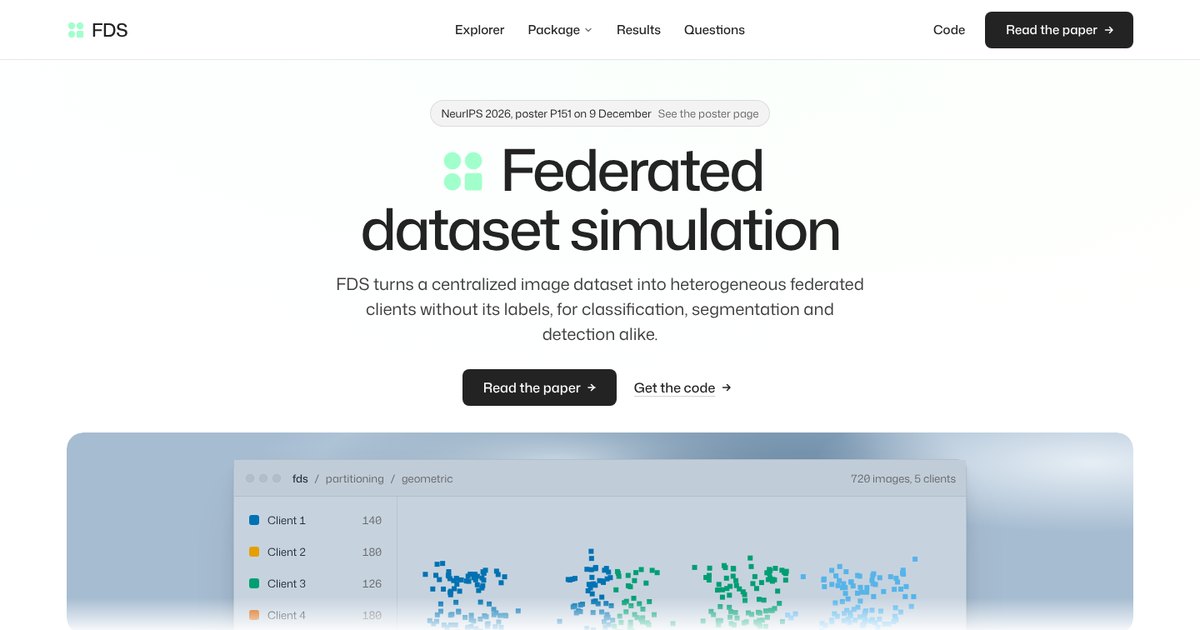 FDS
Explorer
Package
Results
Questions
Code
Read the paper →
NeurIPS 2026, poster P151 on 9 December See the poster page
Federated
dataset simulation
FDS turns a centralized image dataset into heterogeneous federated
clients without its labels, for classification, segmentation and
detection alike.
Read the paper →
Get the code →
fds / partitioning / geometric
720 images, 5 clients
Client 1 140
Client 2 180
Client 3 126
Client 4 180